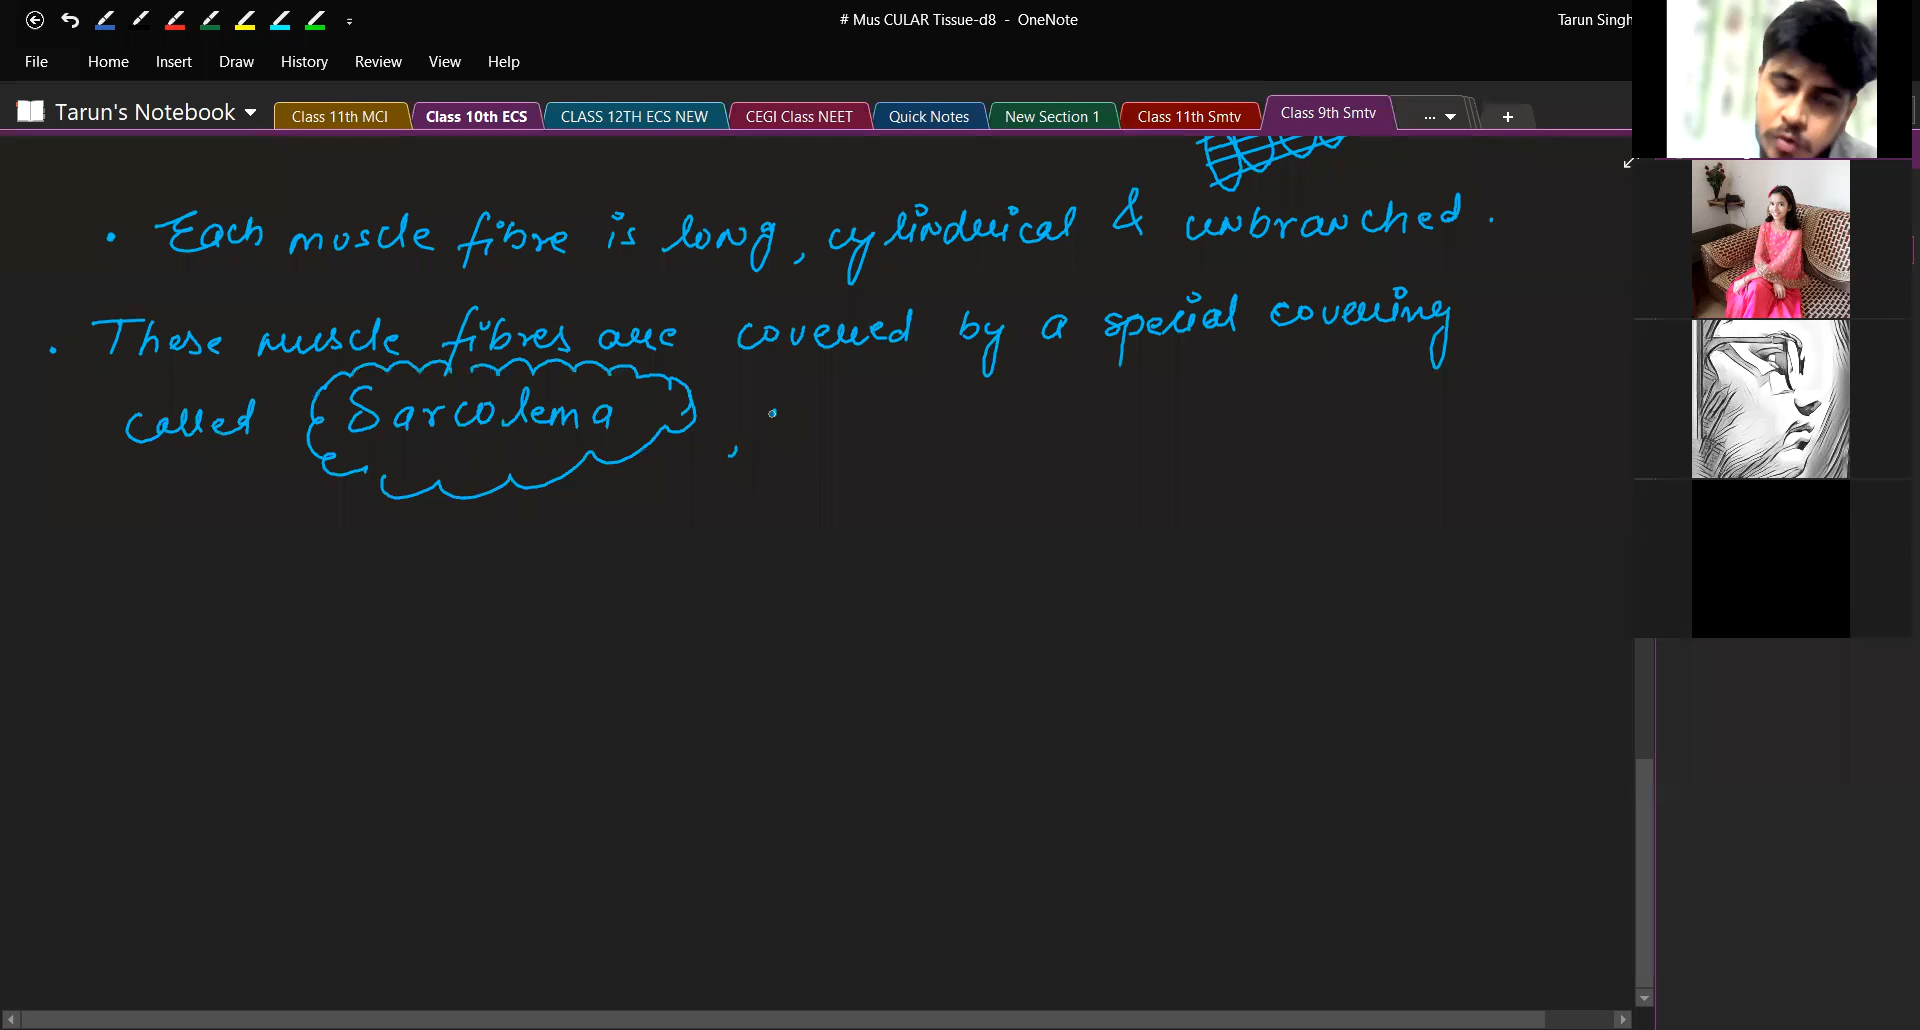 # Mus CULAR Tissue-d8 - OneNote
Tarun Singh
File Home Insert Draw History Review View Help
Tarun's Notebook
Class 11th MCI
Class 10th ECS
CLASS 12TH ECS NEW
CEGI Class NEET
Quick Notes
New Section 1
Class 11th Smtv
Class 9th Smtv
...
+
• Each muscle fibre is long, cylindrical & unbranched.
• These muscle fibres are covered by a special covering
called Sarcolema ,